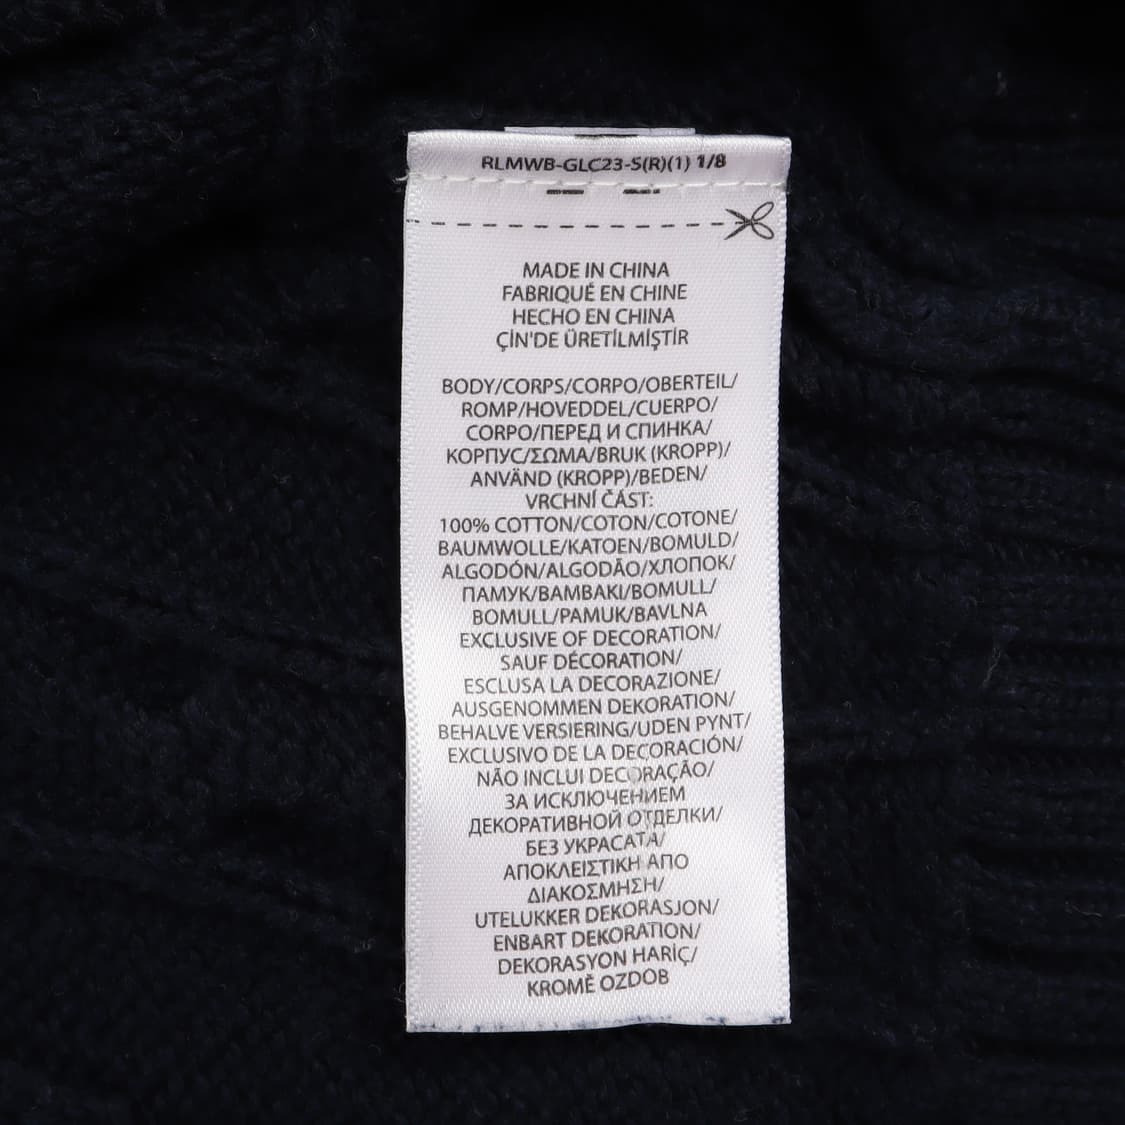 RLMWB-GLC23-S(R)(1) 1/8
MADE IN CHINA
FABRIQUÉ EN CHINE
HECHO EN CHINA
ÇİN'DE ÜRETİLMİŞTİR
BODY/CORPS/CORPO/OBERTEIL/
ROMP/HOVEDDEL/CUERPO/
CORPO/ПЕРЕД И СПИНКА/
КОРПУС/ΣΩΜΑ/BRUK (KROPP)/
ANVÄND (KROPP)/BEDEN/
VRCHNÍ ČÁST:
100% COTTON/COTON/COTONE/
BAUMWOLLE/KATOEN/BOMULD/
ALGODÓN/ALGODÃO/ХЛОПОК/
ПАМУК/BAMBAKI/BOMULL/
BOMULL/PAMUK/BAVLNA
EXCLUSIVE OF DECORATION/
SAUF DÉCORATION/
ESCLUSA LA DECORAZIONE/
AUSGENOMMEN DEKORATION/
BEHALVE VERSIERING/UDEN PYNT/
EXCLUSIVO DE LA DECORACIÓN/
NÃO INCLUI DECORAÇÃO/
ЗА ИСКЛЮЧЕНИЕМ
ДЕКОРАТИВНОЙ ОТДЕЛКИ/
БЕЗ УКРАСАТА/
ΑΠΟΚΛΕΙΣΤΙΚΗ ΑΠΟ
ΔΙΑΚΟΣΜΗΣΗ/
UTELUKKER DEKORASJON/
ENBART DEKORATION/
DEKORASYON HARİÇ/
KROMĚ OZDOB